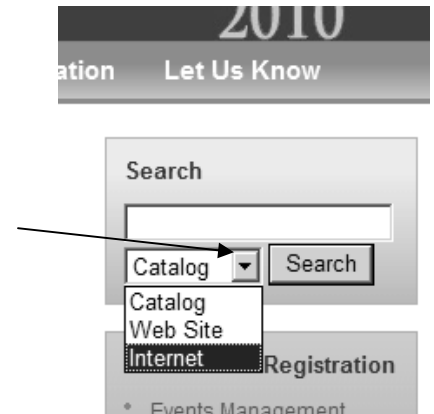 2010
ation Let Us Know
Search
Catalog Search
Catalog
Web Site
Internet
Registration
Events Management